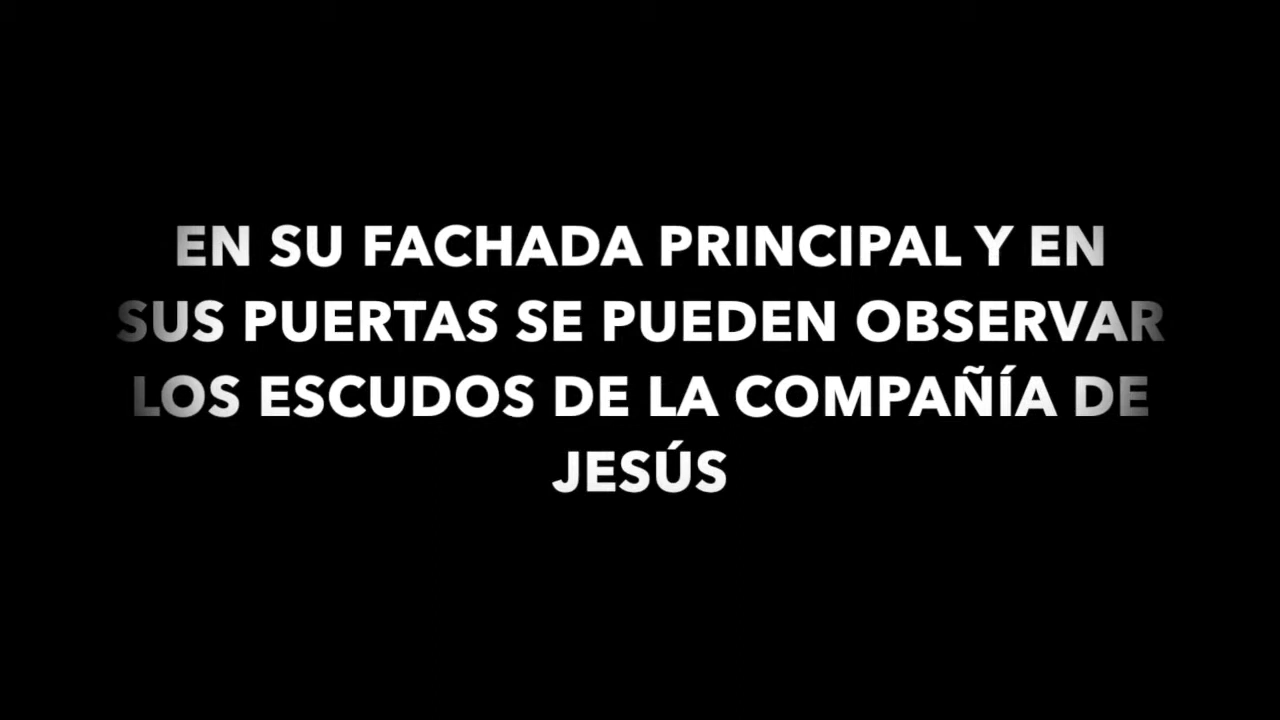 EN SU FACHADA PRINCIPAL Y EN
SUS PUERTAS SE PUEDEN OBSERVAR
LOS ESCUDOS DE LA COMPAÑÍA DE
JESÚS